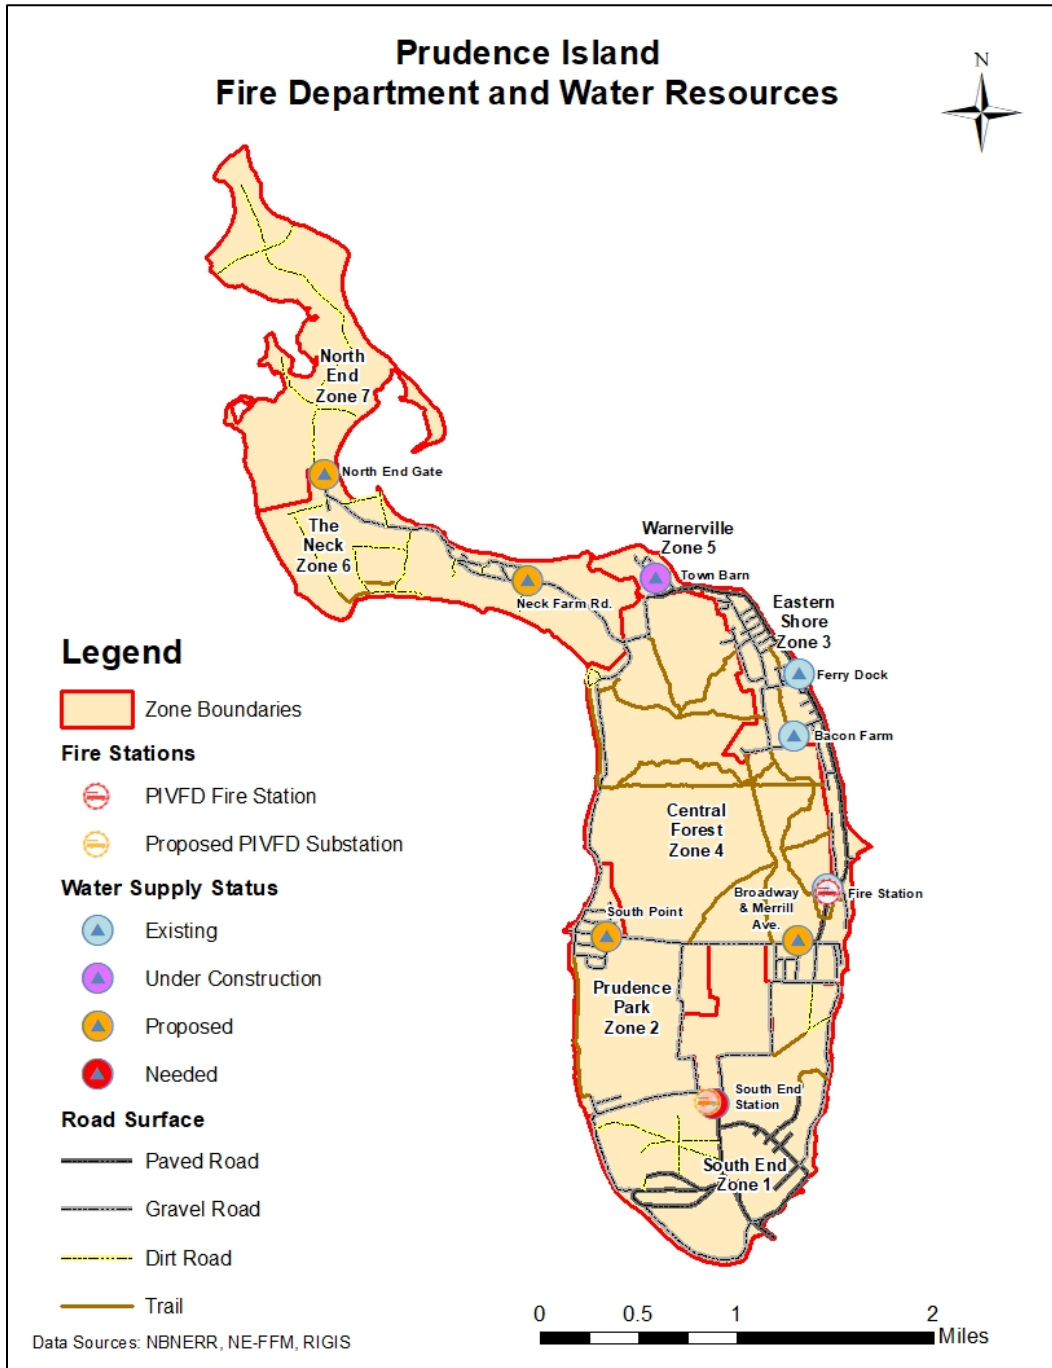 Prudence Island
Fire Department and Water Resources
N
North
End
Zone 7
North End Gate
The
Neck
Zone 6
Neck Farm Rd.
Warnerville
Zone 5
Town Barn
Eastern
Shore
Zone 3
Ferry Dock
Bacon Farm
Central
Forest
Zone 4
Broadway
& Merrill
Ave.
Fire Station
South Point
Prudence
Park
Zone 2
South End
Station
South End
Zone 1
Legend
Zone Boundaries
Fire Stations
PIVFD Fire Station
Proposed PIVFD Substation
Water Supply Status
Existing
Under Construction
Proposed
Needed
Road Surface
Paved Road
Gravel Road
Dirt Road
Trail
Data Sources: NBNERR, NE-FFM, RIGIS
0 0.5 1 2
Miles